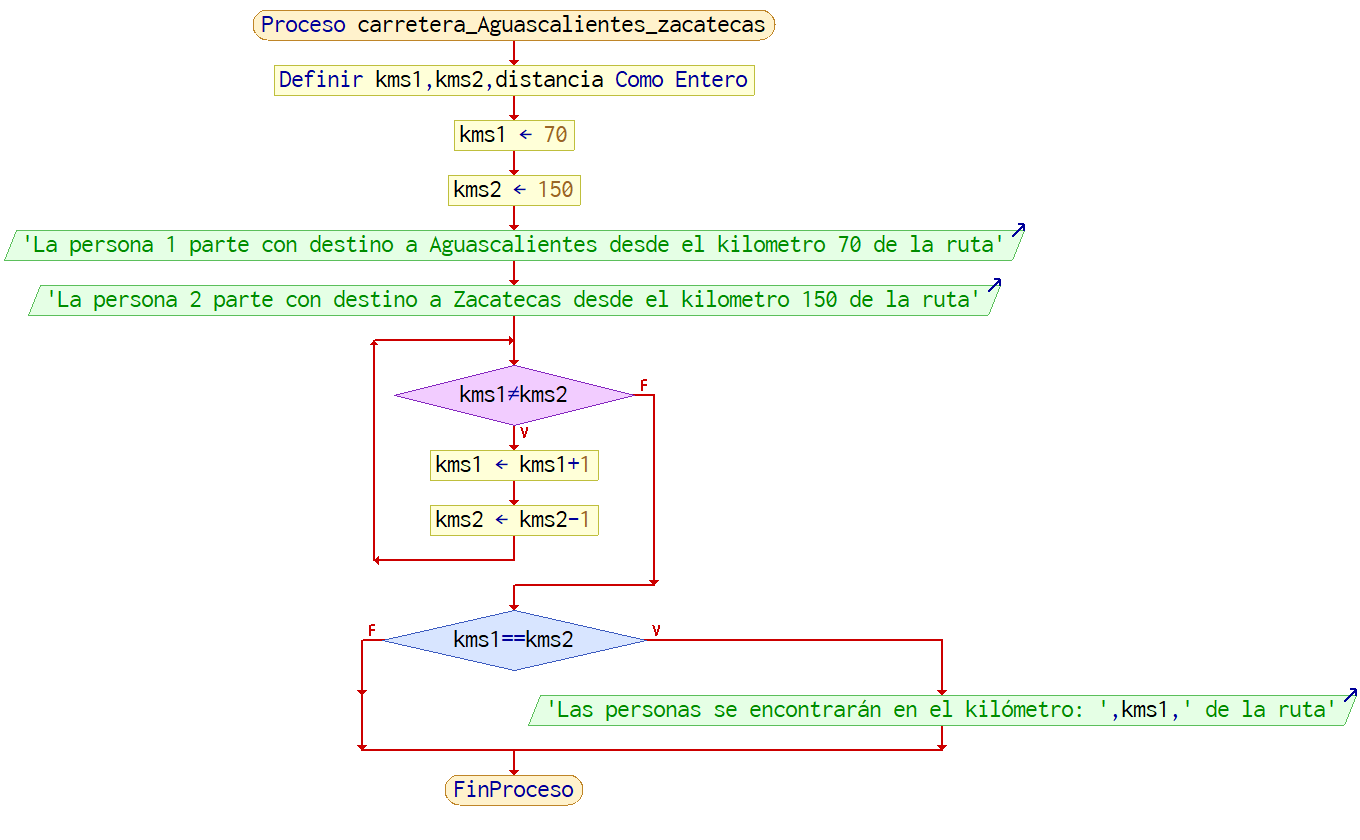 Proceso carretera_Aguascalientes_zacatecas
Definir kms1,kms2,distancia Como Entero
kms1 ← 70
kms2 ← 150
'La persona 1 parte con destino a Aguascalientes desde el kilometro 70 de la ruta'
'La persona 2 parte con destino a Zacatecas desde el kilometro 150 de la ruta'
kms1≠kms2
F
V
kms1 ← kms1+1
kms2 ← kms2-1
F
kms1==kms2
V
'Las personas se encontrarán en el kilómetro: ',kms1,' de la ruta'
FinProceso